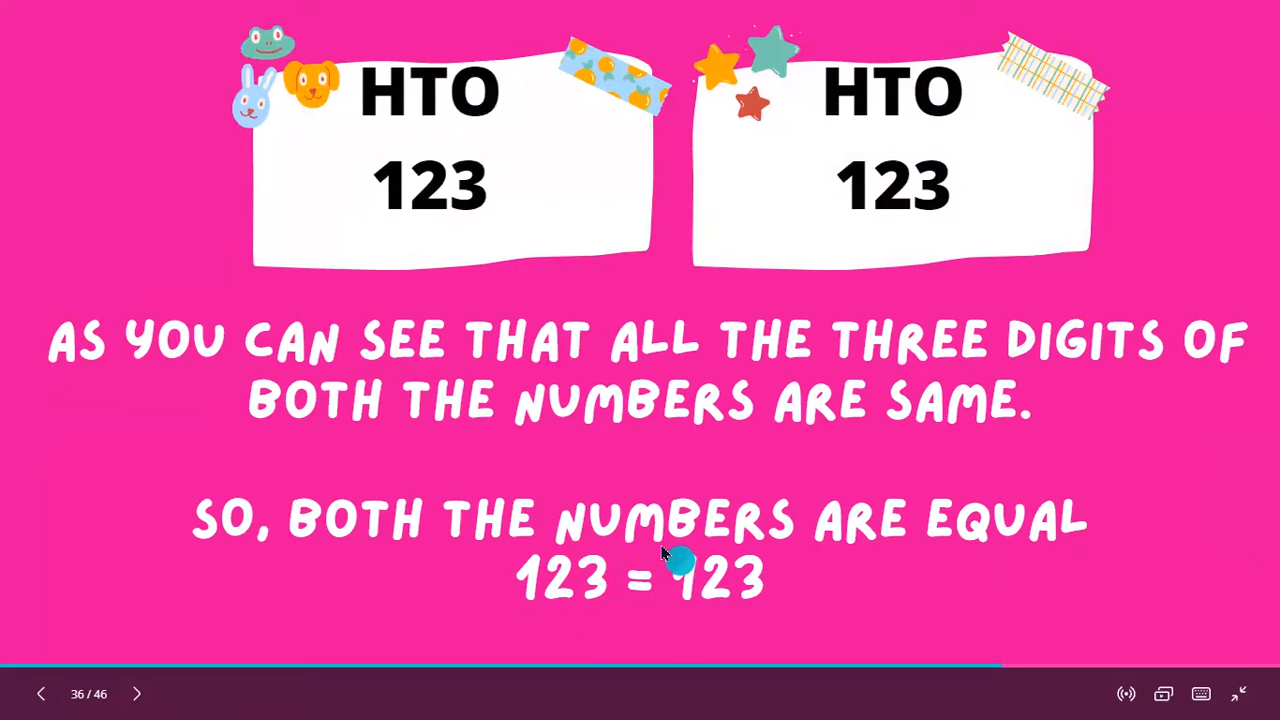 HTO
123
HTO
123
AS YOU CAN SEE THAT ALL THE THREE DIGITS OF
BOTH THE NUMBERS ARE SAME.
SO, BOTH THE NUMBERS ARE EQUAL
123 = 123
36 / 46